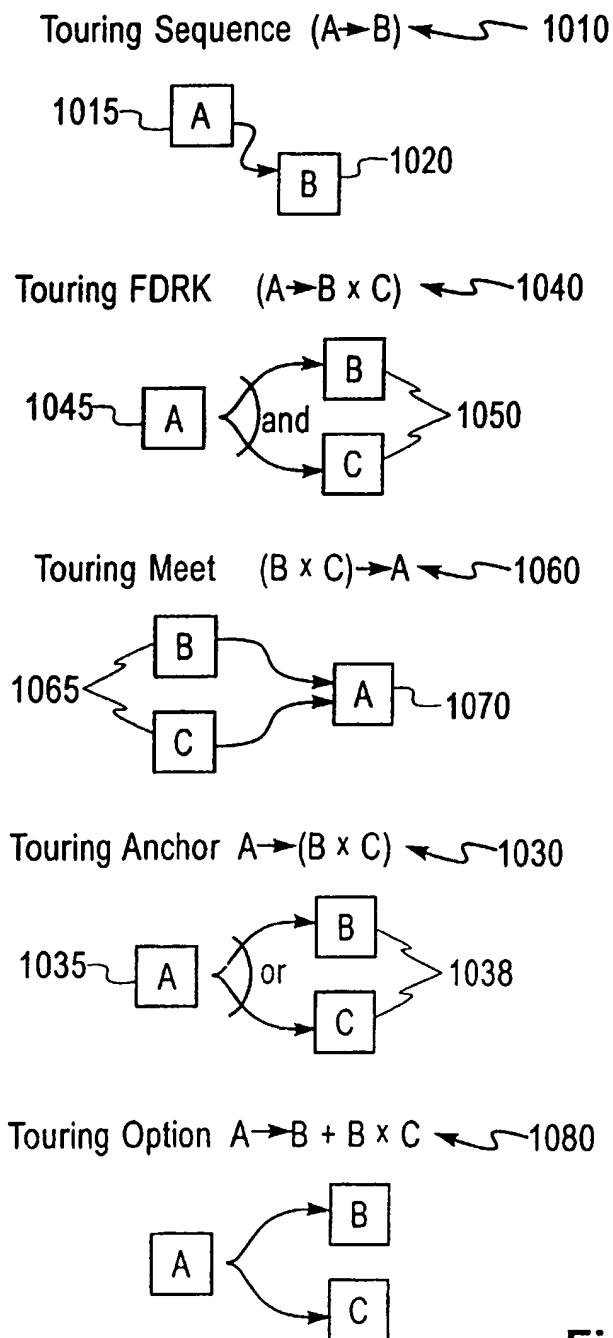 Touring Sequence (A→B) 1010
1015 A
B 1020
Touring FDRK (A→B x C) 1040
B
1045 A and 1050
C
Touring Meet (B x C)→A 1060
B
1065 A 1070
C
Touring Anchor A→(B x C) 1030
B
1035 A or 1038
C
Touring Option A→B + B x C 1080
B
A
C